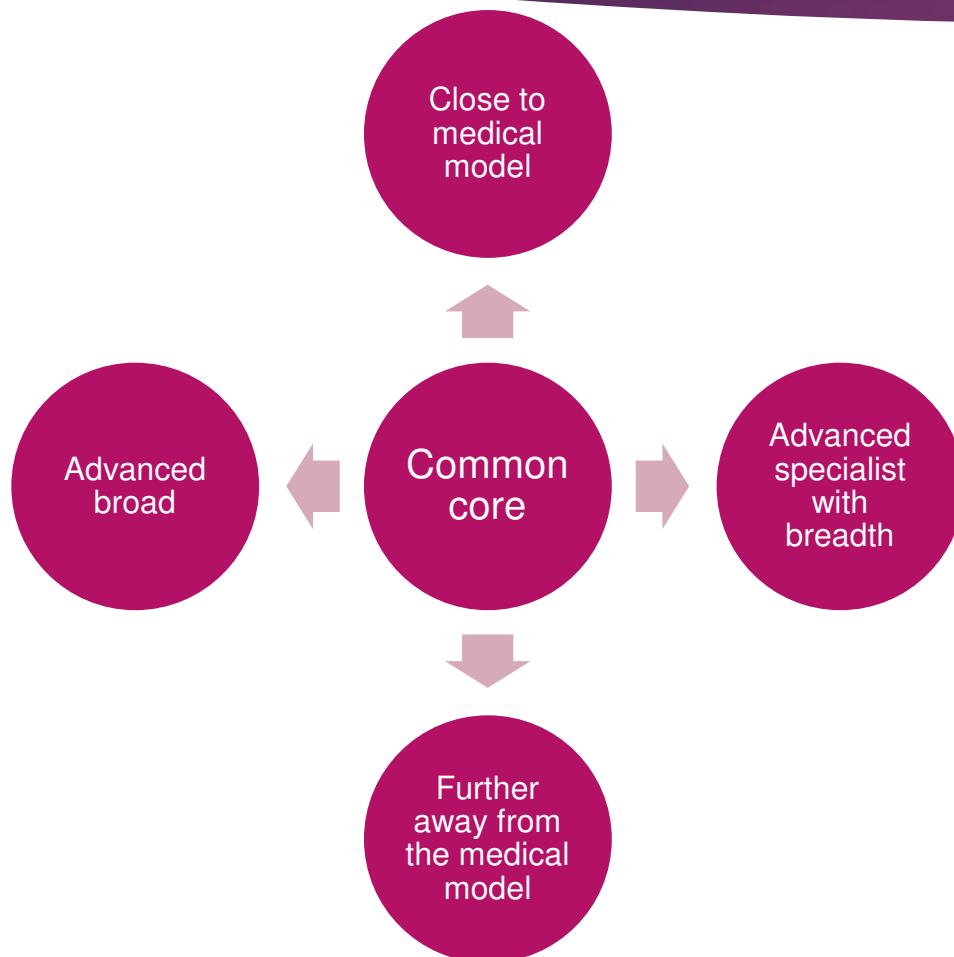 Close to
medical
model
Advanced
broad
Common
core
Advanced
specialist
with
breadth
Further
away from
the medical
model